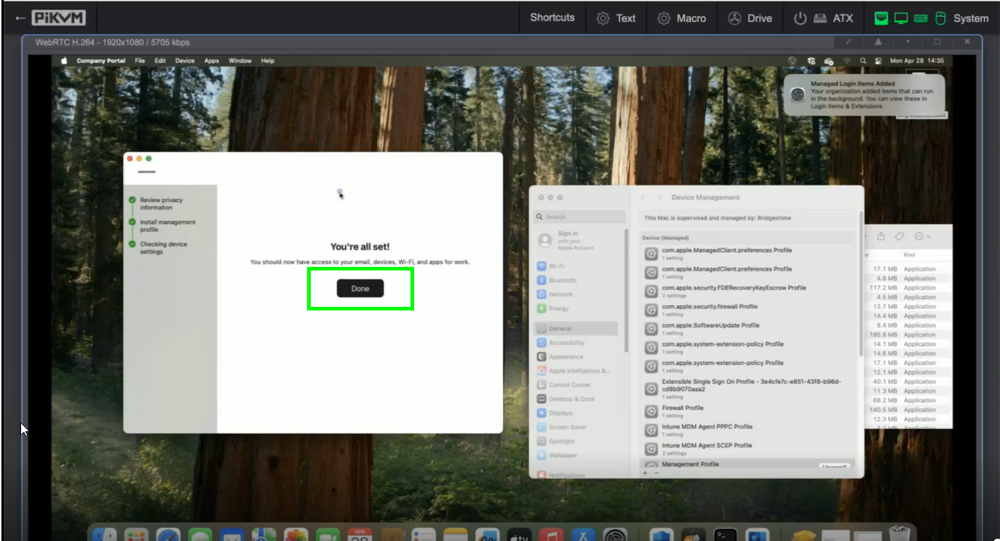 PiKVM
Shortcuts
Text
Macro
Drive
ATX
System
WebRTC H.264 - 1920x1080 / 5705 kbps
Company Portal File Edit Device Apps Window Help
Mon Apr 28 14:35
Managed Login Items Added
Your organization added items that can run
in the background. You can view these in
Login Items & Extensions.
Review privacy
information
Install management
profile
Checking device
settings
You're all set!
You should now have access to your email, devices, Wi-Fi, and apps for work.
Done
Search
Sign in
with your
Apple Account
Wi-Fi
Bluetooth
Network
Energy
General
Accessibility
Appearance
Apple Intelligence &...
Control Center
Desktop & Dock
Displays
Screen Saver
Spotlight
Wallpaper
Notifications
Device Management
This Mac is supervised and managed by: Bridgestone
Device (Managed)
com.apple.ManagedClient.preferences Profile
1 setting
com.apple.ManagedClient.preferences Profile
1 setting
com.apple.security.FDERecoveryKeyEscrow Profile
2 settings
com.apple.security.firewall Profile
1 setting
com.apple.SoftwareUpdate Profile
1 setting
com.apple.system-extension-policy Profile
1 setting
com.apple.system-extension-policy Profile
1 setting
Extensible Single Sign On Profile - 3e4cfe7c-e851-43f8-b96d-
cd8b9070aaa2
1 setting
Firewall Profile
1 setting
Intune MDM Agent PPPC Profile
1 setting
Intune MDM Agent SCEP Profile
2 settings
Management Profile
Kind
17.1 MB Application
4.8 MB Application
117.2 MB Application
4.5 MB Application
13.7 MB Application
14.4 MB Application
8.4 MB Application
195.8 MB Application
14.1 MB Application
14.6 MB Application
17.1 MB Application
12.1 MB Application
40.1 MB Application
11.3 MB Application
68.2 MB Application
140.5 MB Application
12.3 MB Application
APR
tv